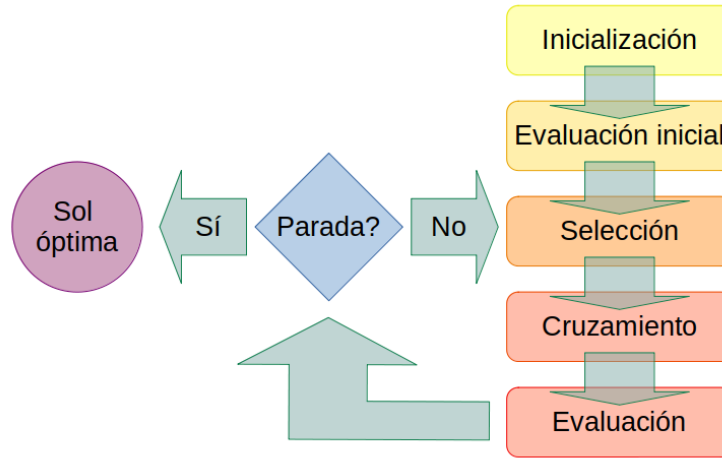 Inicialización
Evaluación inicial
Sol
óptima
Sí
Parada?
No
Selección
Cruzamiento
Evaluación